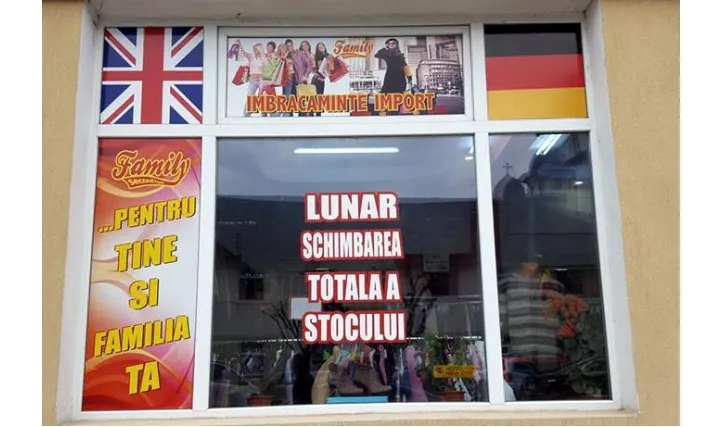 Family
IMBRACAMINTE IMPORT
Family
...PENTRU
TINE
SI
FAMILIA
TA
LUNAR
SCHIMBAREA
TOTALA A
STOCULUI